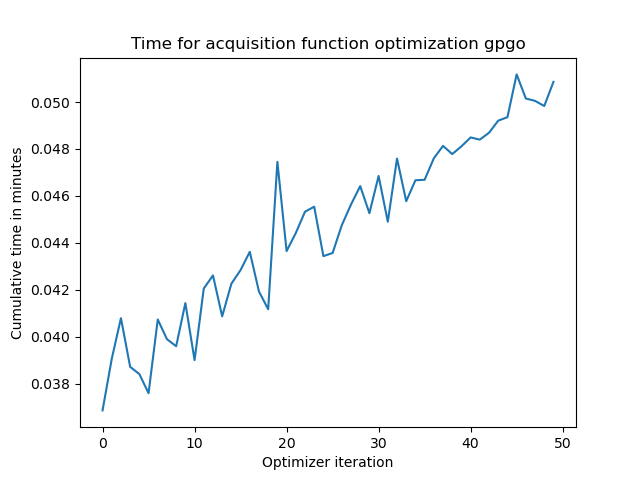 Time for acquisition function optimization gpgo
0.050
0.048
0.046
0.044
0.042
0.040
0.038
Cumulative time in minutes
0 10 20 30 40 50
Optimizer iteration